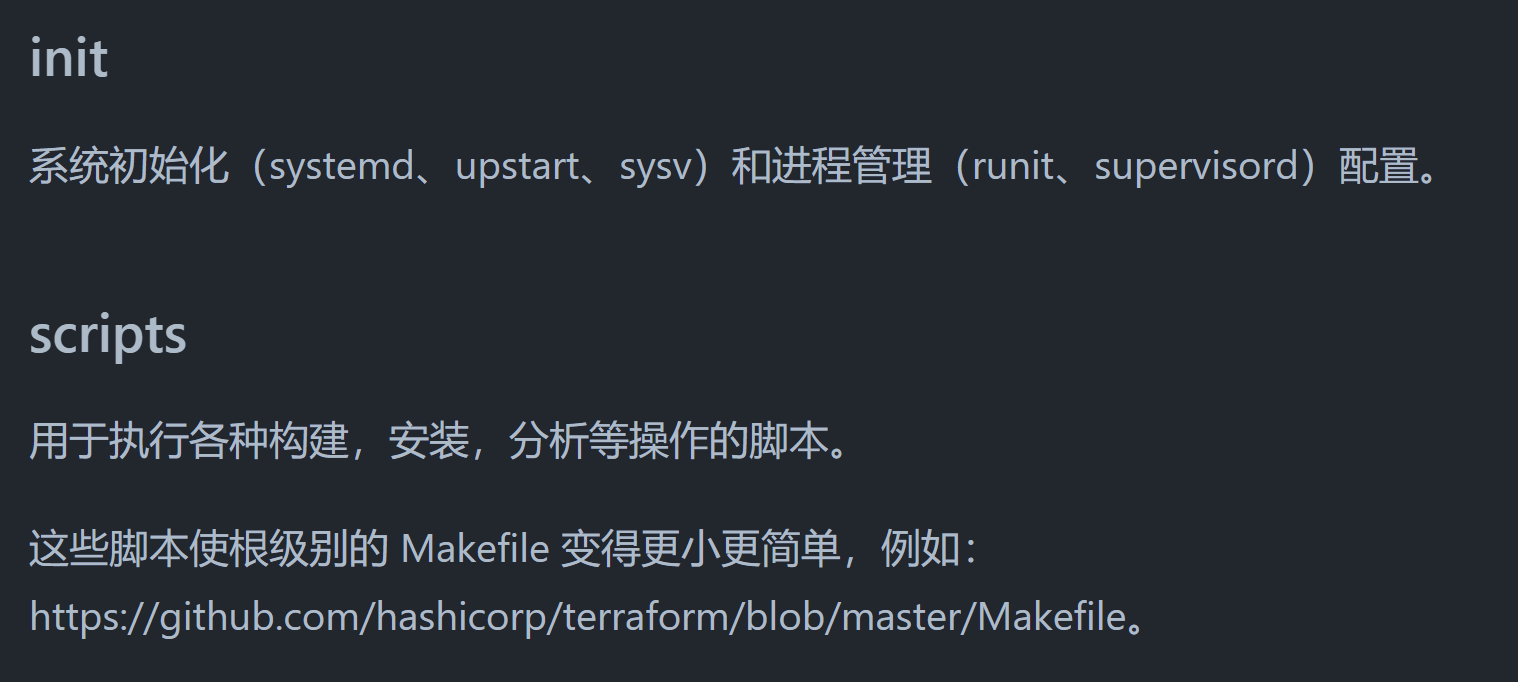 init
系统初始化（systemd、upstart、sysv）和进程管理（runit、supervisord）配置。
scripts
用于执行各种构建，安装，分析等操作的脚本。
这些脚本使根级别的 Makefile 变得更小更简单，例如：
https://github.com/hashicorp/terraform/blob/master/Makefile。